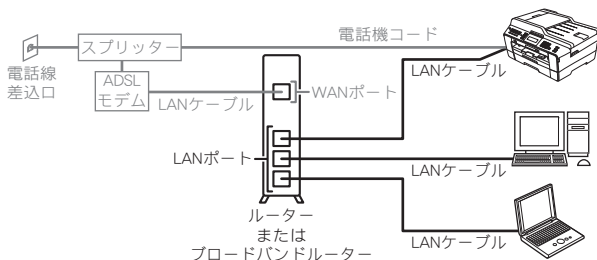 電話機コード
スプリッター
LANケーブル
電話線
差込口
ADSL
モデム
LANケーブル
WANポート
LANポート
LANケーブル
ルーター
または
ブロードバンドルーター
LANケーブル